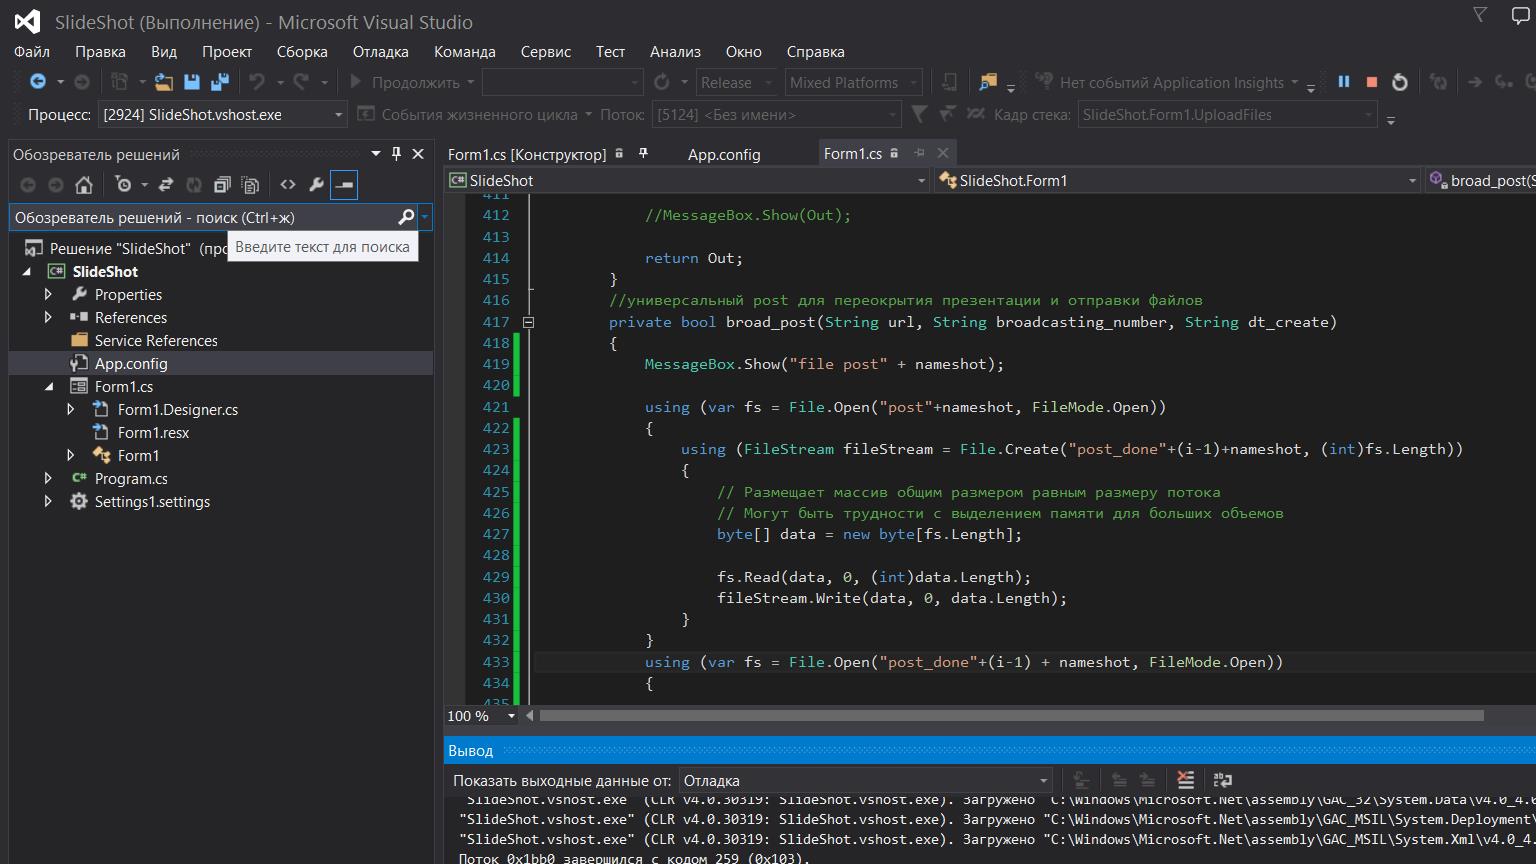 SlideShot (Выполнение) - Microsoft Visual Studio
Файл Правка Вид Проект Сборка Отладка Команда Сервис Тест Анализ Окно Справка
Продолжить Release Mixed Platforms Нет событий Application Insights
Процесс: [2924] SlideShot.vshost.exe События жизненного цикла Поток: [5124] <Без имени> Кадр стека: SlideShot.Form1.UploadFiles
Обозреватель решений
Обозреватель решений - поиск (Ctrl+ж)
Введите текст для поиска
Решение "SlideShot" (про
SlideShot
Properties
References
Service References
App.config
Form1.cs
Form1.Designer.cs
Form1.resx
Form1
Program.cs
Settings1.settings
Form1.cs [Конструктор] App.config Form1.cs
SlideShot SlideShot.Form1 broad_post(S
411
412 //MessageBox.Show(Out);
413
414 return Out;
415 }
416 //универсальный post для переокрытия презентации и отправки файлов
417 private bool broad_post(String url, String broadcasting_number, String dt_create)
418 {
419 MessageBox.Show("file post" + nameshot);
420
421 using (var fs = File.Open("post"+nameshot, FileMode.Open))
422 {
423 using (FileStream fileStream = File.Create("post_done"+(i-1)+nameshot, (int)fs.Length))
424 {
425 // Размещает массив общим размером равным размеру потока
426 // Могут быть трудности с выделением памяти для больших объемов
427 byte[] data = new byte[fs.Length];
428
429 fs.Read(data, 0, (int)data.Length);
430 fileStream.Write(data, 0, data.Length);
431 }
432 }
433 using (var fs = File.Open("post_done"+(i-1) + nameshot, FileMode.Open))
434 {
435
100 %
Вывод
Показать выходные данные от: Отладка
"SlideShot.vshost.exe" (CLR v4.0.30319: SlideShot.vshost.exe). Загружено "C:\Windows\Microsoft.Net\assembly\GAC_32\System.Data\v4.0_4.0
"SlideShot.vshost.exe" (CLR v4.0.30319: SlideShot.vshost.exe). Загружено "C:\Windows\Microsoft.Net\assembly\GAC_MSIL\System.Deployment\
"SlideShot.vshost.exe" (CLR v4.0.30319: SlideShot.vshost.exe). Загружено "C:\Windows\Microsoft.Net\assembly\GAC_MSIL\System.Xml\v4.0_4.
Поток 0x1bb0 завершился с кодом 259 (0x103).